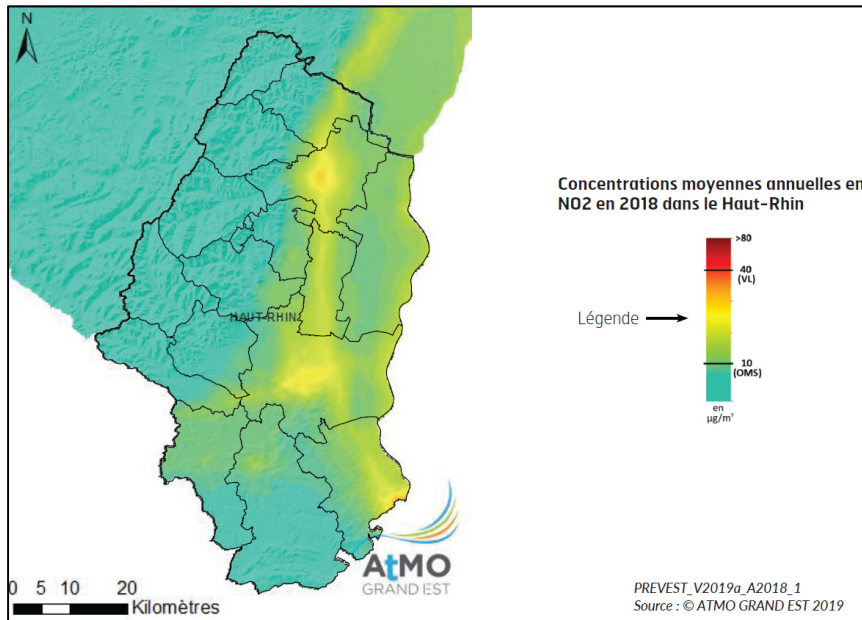 N
Concentrations moyennes annuelles en
NO2 en 2018 dans le Haut-Rhin
>80
40
(VL)
Légende
HAUT-RHIN
10
(OMS)
en
µg/m³
AtMO
GRAND EST
0 5 10 20
Kilomètres
PREVEST_V2019a_A2018_1
Source : © ATMO GRAND EST 2019